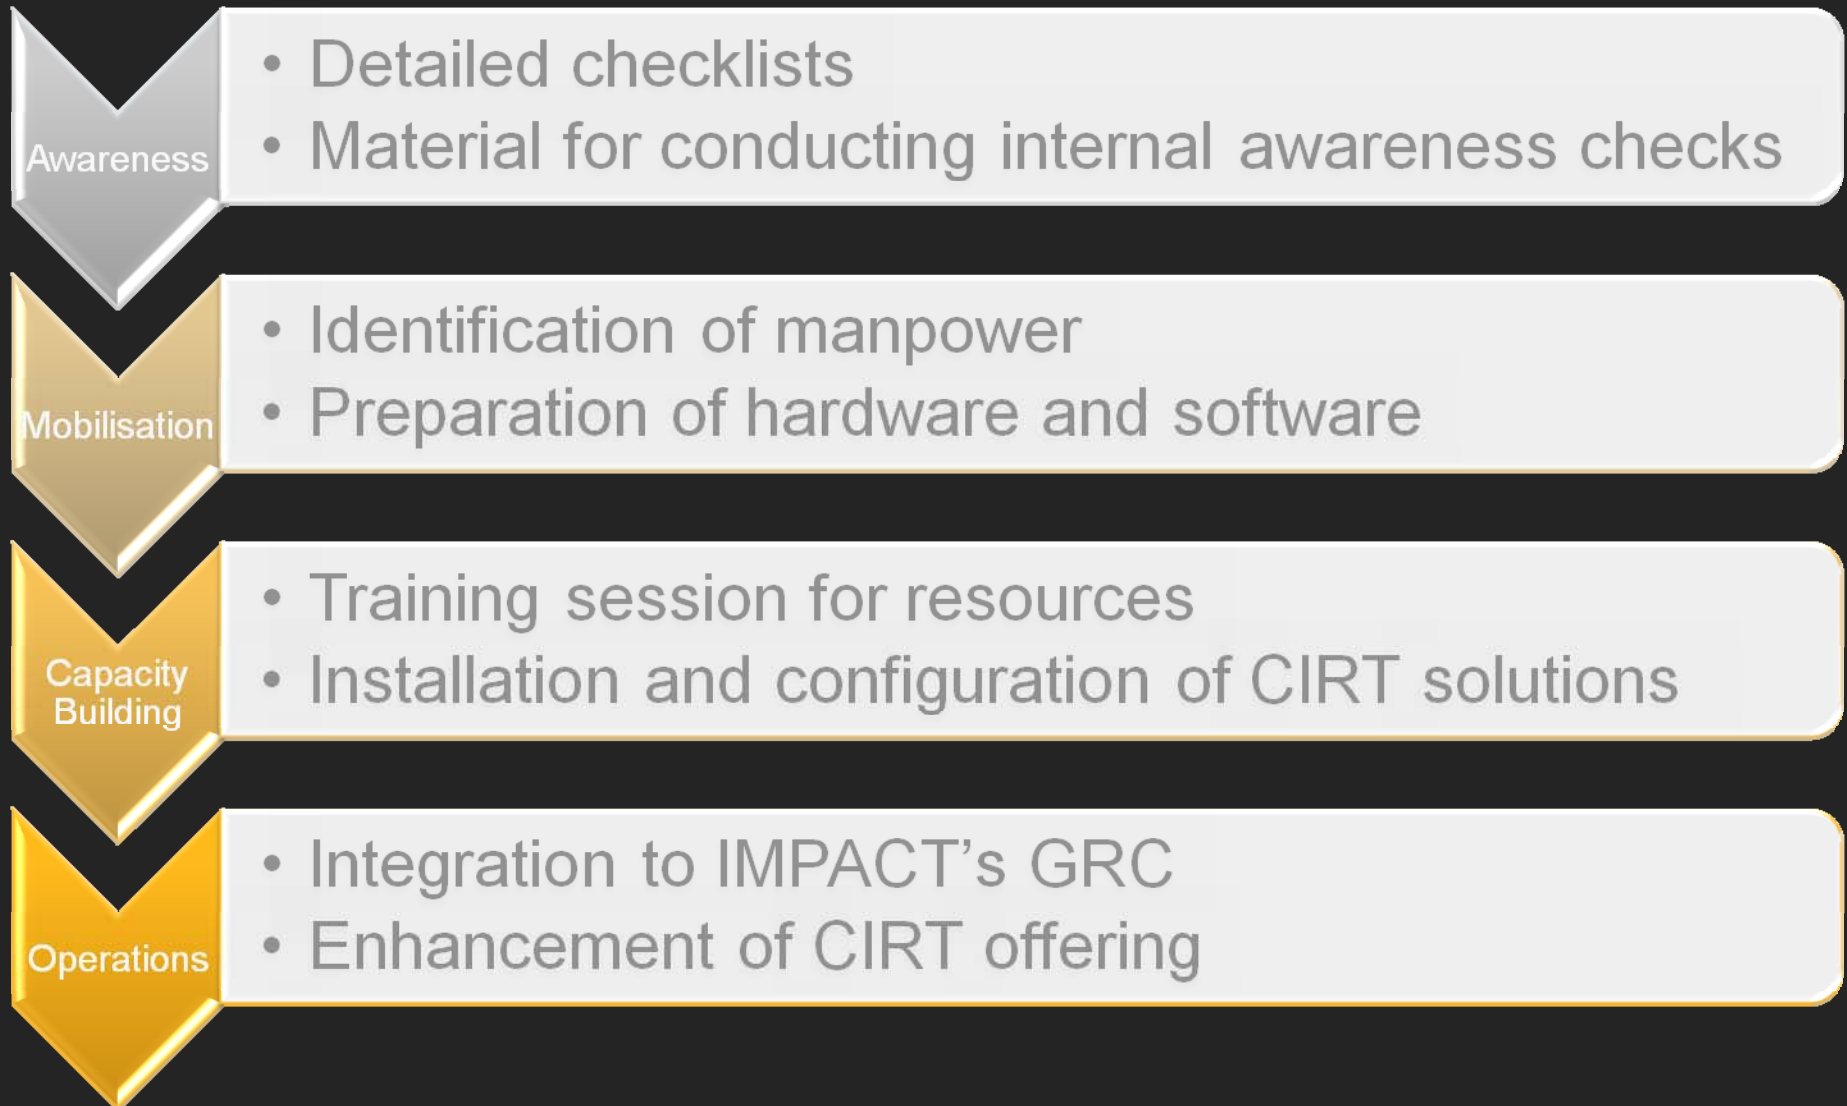 Awareness
• Detailed checklists
• Material for conducting internal awareness checks
Mobilisation
• Identification of manpower
• Preparation of hardware and software
Capacity
Building
• Training session for resources
• Installation and configuration of CIRT solutions
Operations
• Integration to IMPACT’s GRC
• Enhancement of CIRT offering